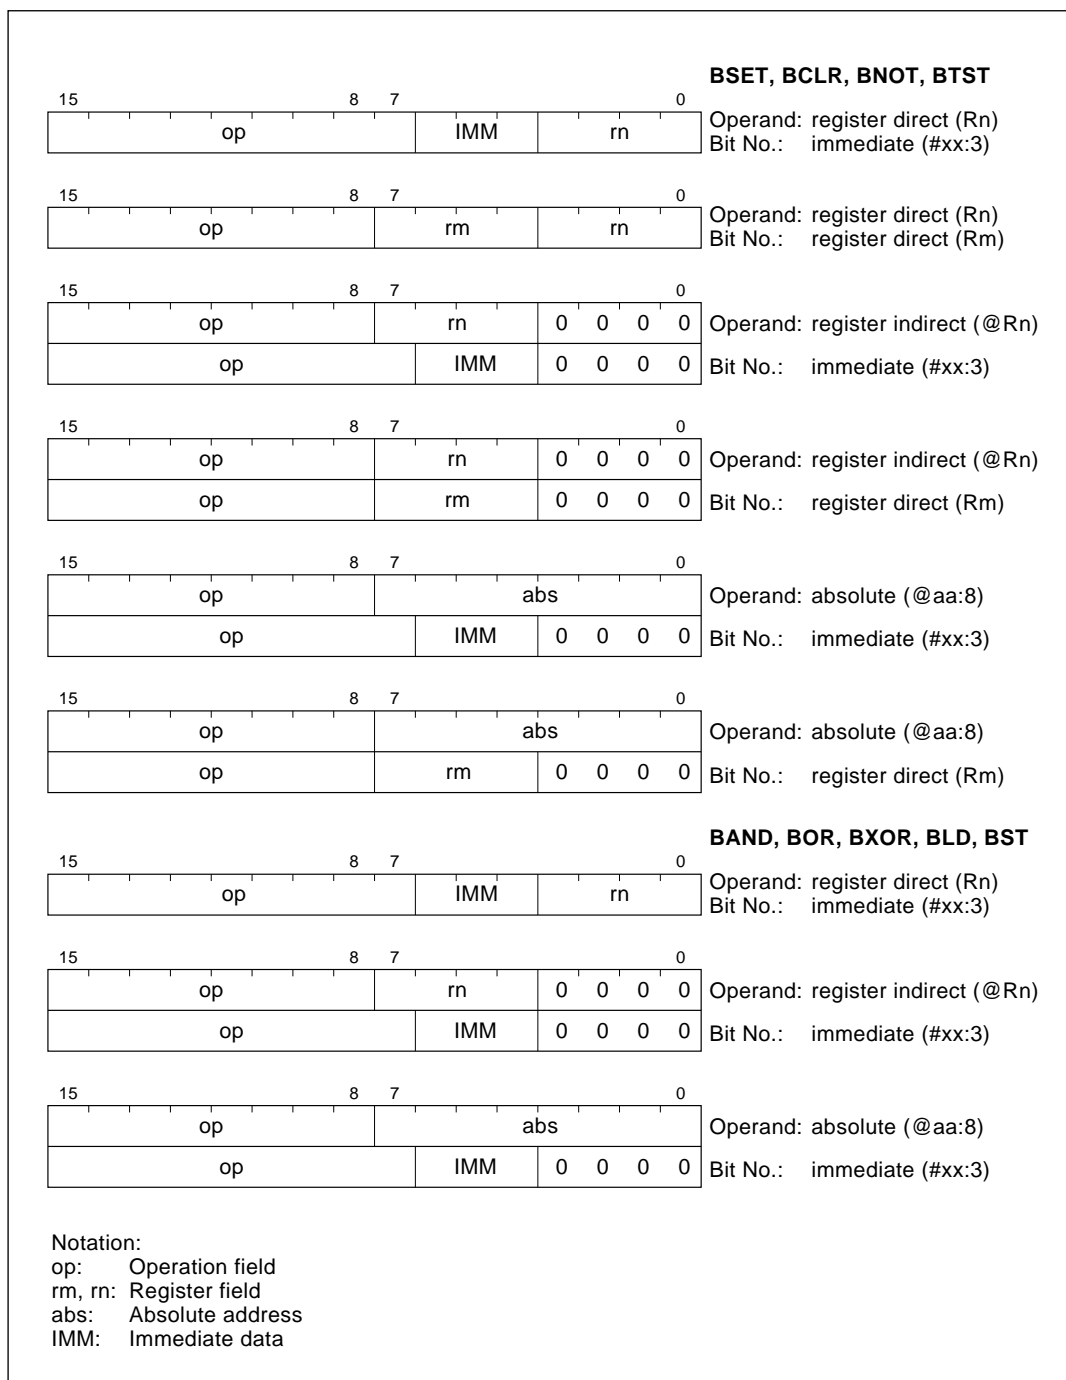 BSET, BCLR, BNOT, BTST
15 8 7 0
op IMM rn
Operand: register direct (Rn)
Bit No.: immediate (#xx:3)
15 8 7 0
op rm rn
Operand: register direct (Rn)
Bit No.: register direct (Rm)
15 8 7 0
op rn 0 0 0 0 Operand: register indirect (@Rn)
op IMM 0 0 0 0 Bit No.: immediate (#xx:3)
15 8 7 0
op rn 0 0 0 0 Operand: register indirect (@Rn)
op rm 0 0 0 0 Bit No.: register direct (Rm)
15 8 7 0
op abs Operand: absolute (@aa:8)
op IMM 0 0 0 0 Bit No.: immediate (#xx:3)
15 8 7 0
op abs Operand: absolute (@aa:8)
op rm 0 0 0 0 Bit No.: register direct (Rm)
BAND, BOR, BXOR, BLD, BST
15 8 7 0
op IMM rn
Operand: register direct (Rn)
Bit No.: immediate (#xx:3)
15 8 7 0
op rn 0 0 0 0 Operand: register indirect (@Rn)
op IMM 0 0 0 0 Bit No.: immediate (#xx:3)
15 8 7 0
op abs Operand: absolute (@aa:8)
op IMM 0 0 0 0 Bit No.: immediate (#xx:3)
Notation:
op: Operation field
rm, rn: Register field
abs: Absolute address
IMM: Immediate data